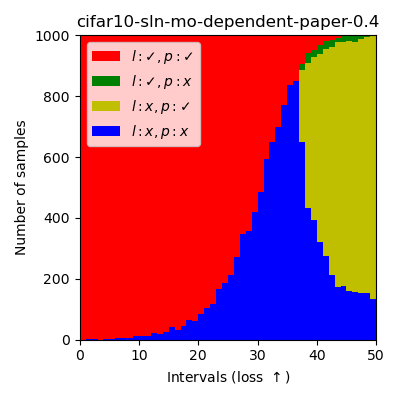 cifar10-sln-mo-dependent-paper-0.4
1000
800
600
400
200
0
Number of samples
l:✓,p:✓
l:✓,p:x
l:x,p:✓
l:x,p:x
0 10 20 30 40 50
Intervals (loss ↑)